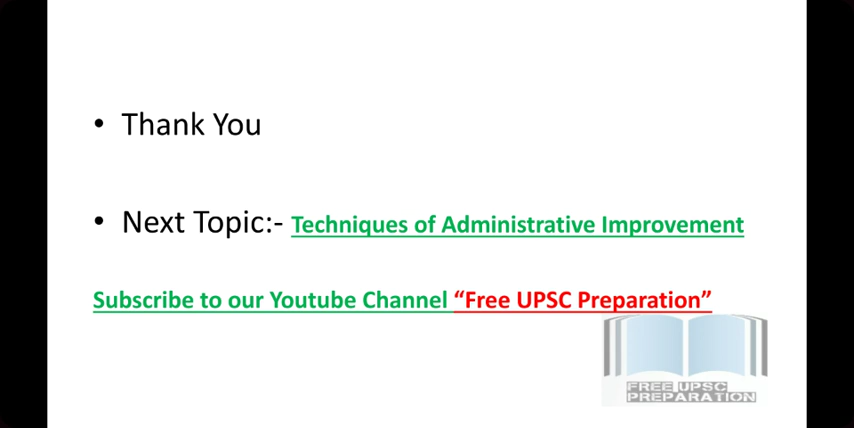 • Thank You
• Next Topic:- Techniques of Administrative Improvement
Subscribe to our Youtube Channel “Free UPSC Preparation”
FREE UPSC
PREPARATION